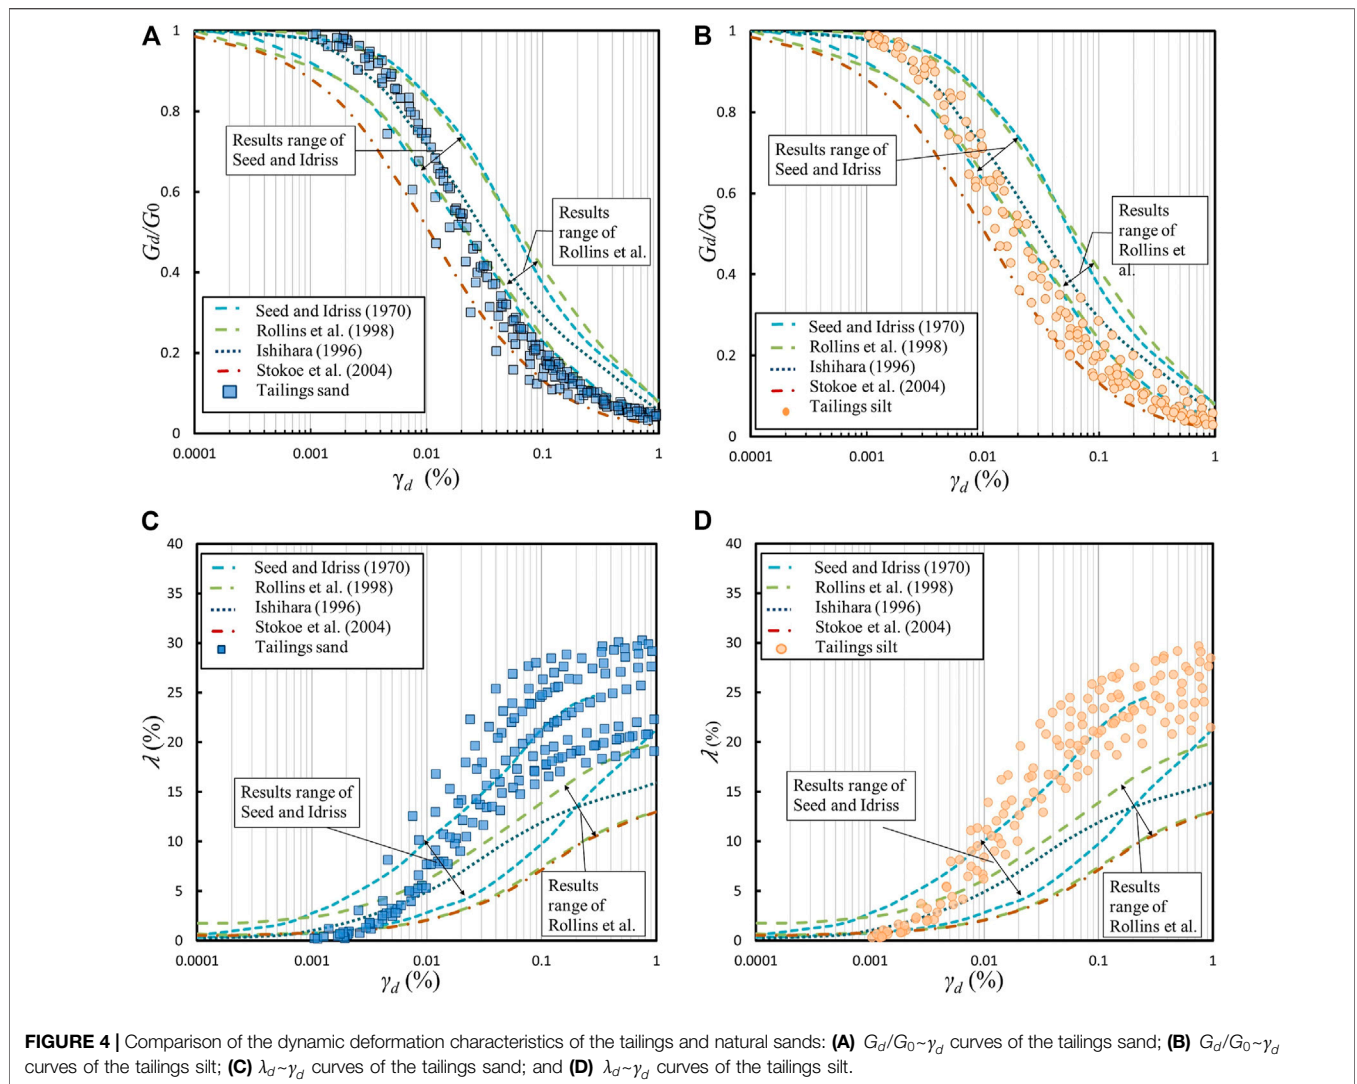 A
1
0.8
0.6
0.4
0.2
0
Gd/G0
Results range of
Seed and Idriss
Results
range of
Rollins et al.
Seed and Idriss (1970)
Rollins et al. (1998)
Ishihara (1996)
Stokoe et al. (2004)
Tailings sand
0.0001
0.001
0.01
0.1
1
γd (%)
B
1
0.8
0.6
0.4
0.2
0
Gd/G0
Results range of
Seed and Idriss
Results
range of
Rollins et
al.
Seed and Idriss (1970)
Rollins et al. (1998)
Ishihara (1996)
Stokoe et al. (2004)
Tailings silt
0.0001
0.001
0.01
0.1
1
γd (%)
C
40
35
30
25
20
15
10
5
0
λ (%)
Seed and Idriss (1970)
Rollins et al. (1998)
Ishihara (1996)
Stokoe et al. (2004)
Tailings sand
Results range of
Seed and Idriss
Results
range of
Rollins et al.
0.0001
0.001
0.01
0.1
1
γd (%)
D
40
35
30
25
20
15
10
5
0
λ (%)
Seed and Idriss (1970)
Rollins et al. (1998)
Ishihara (1996)
Stokoe et al. (2004)
Tailings silt
Results range of
Seed and Idriss
Results
range of
Rollins et al.
0.0001
0.001
0.01
0.1
1
γd (%)
FIGURE 4 | Comparison of the dynamic deformation characteristics of the tailings and natural sands: (A) Gd/G0~γd curves of the tailings sand; (B) Gd/G0~γd
curves of the tailings silt; (C) λd~γd curves of the tailings sand; and (D) λd~γd curves of the tailings silt.